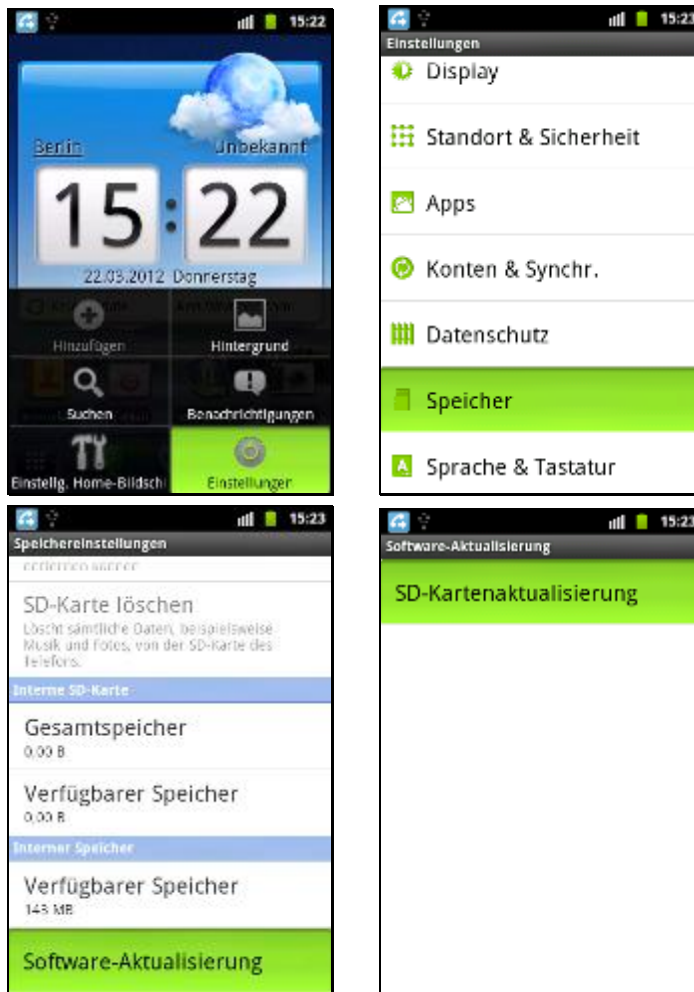 15:22
Berlin
Unbekannt
15:22
22.03.2012 Donnerstag
Hinzufügen
Hintergrund
Suchen
Benachrichtigungen
Einstellg. Home-Bildsch
Einstellungen
15:23
Einstellungen
Display
Standort & Sicherheit
Apps
Konten & Synchr.
Datenschutz
Speicher
A
Sprache & Tastatur
15:23
Speichereinstellungen
SD-Karte löschen
Löscht sämtliche Daten, beispielsweise
Musik und Fotos, von der SD-Karte des
Telefons.
Interne SD-Karte
Gesamtspeicher
0,00 B
Verfügbarer Speicher
0,00 B
Interner Speicher
Verfügbarer Speicher
143 MB
Software-Aktualisierung
15:23
Software-Aktualisierung
SD-Kartenaktualisierung